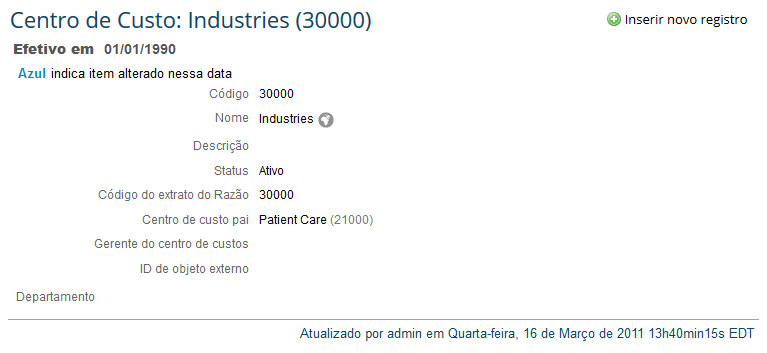 Centro de Custo: Industries (30000)
Inserir novo registro
Efetivo em 01/01/1990
Azul indica item alterado nessa data
Código 30000
Nome Industries
Descrição
Status Ativo
Código do extrato do Razão 30000
Centro de custo pai Patient Care (21000)
Gerente do centro de custos
ID de objeto externo
Departamento
Atualizado por admin em Quarta-feira, 16 de Março de 2011 13h40min15s EDT